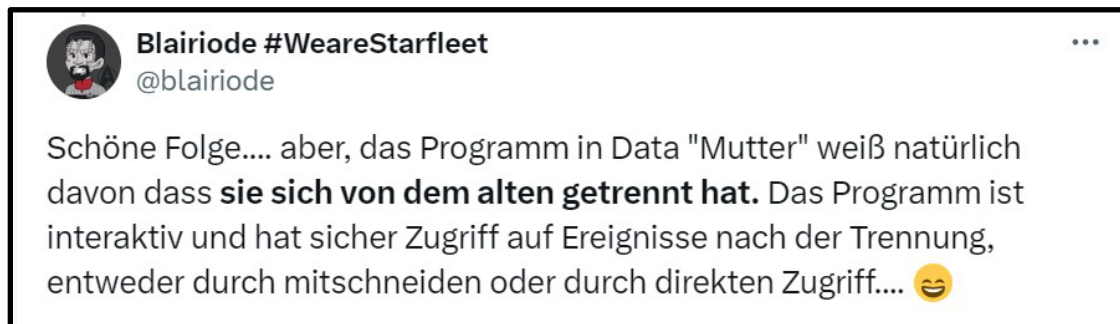 Blairiode #WeareStarfleet
@blairiode
Schöne Folge.... aber, das Programm in Data "Mutter" weiß natürlich
davon dass sie sich von dem alten getrennt hat. Das Programm ist
interaktiv und hat sicher Zugriff auf Ereignisse nach der Trennung,
entweder durch mitschneiden oder durch direkten Zugriff.... 😄